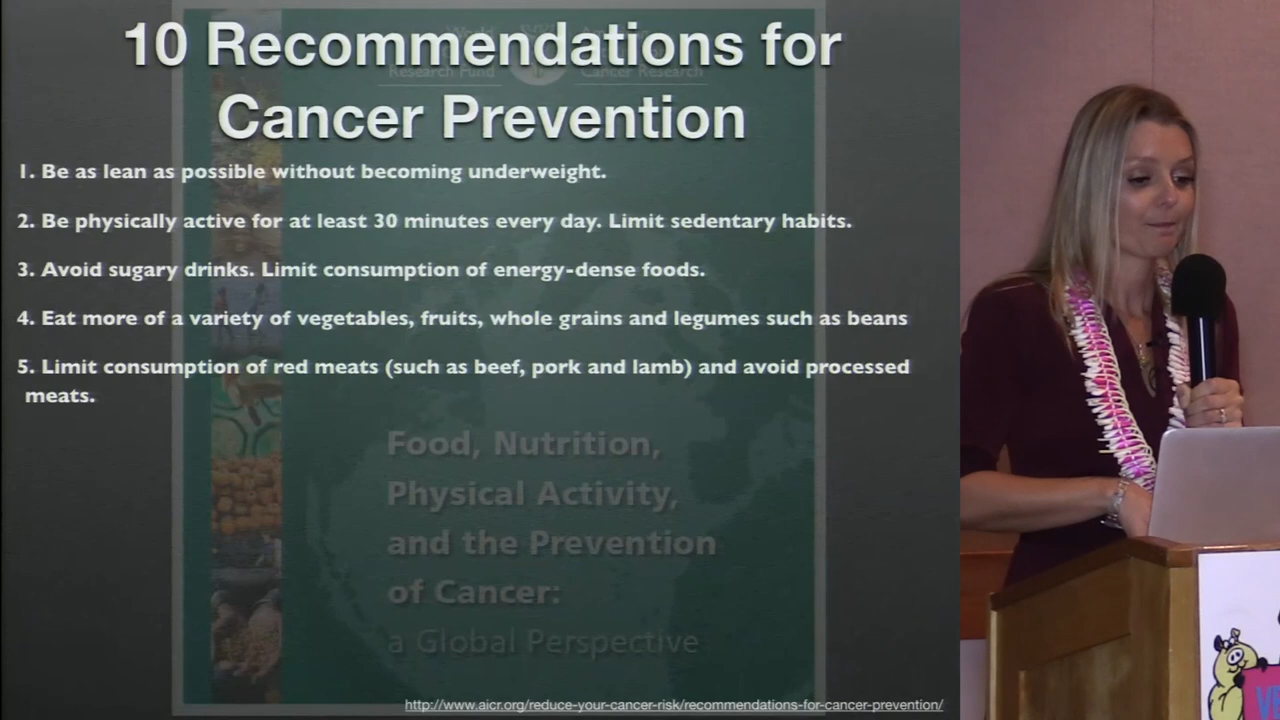 10 Recommendations for
Cancer Prevention
Research Fund
Cancer Research
1. Be as lean as possible without becoming underweight.
2. Be physically active for at least 30 minutes every day. Limit sedentary habits.
3. Avoid sugary drinks. Limit consumption of energy-dense foods.
4. Eat more of a variety of vegetables, fruits, whole grains and legumes such as beans
5. Limit consumption of red meats (such as beef, pork and lamb) and avoid processed
meats.
Food, Nutrition,
Physical Activity,
and the Prevention
of Cancer:
a Global Perspective
http://www.aicr.org/reduce-your-cancer-risk/recommendations-for-cancer-prevention/